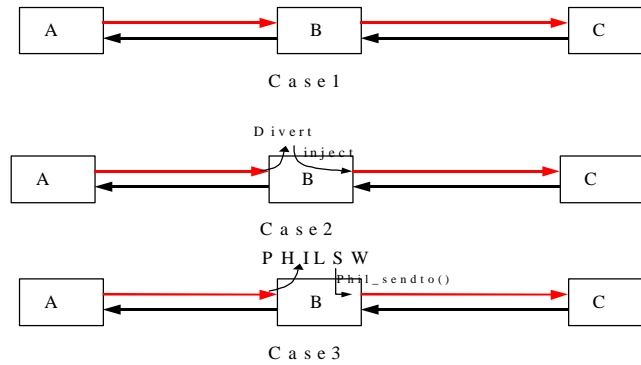 A B C
Case1
Divert
inject
A B C
Case2
PHILSW
Phil_sendto()
A B C
Case3